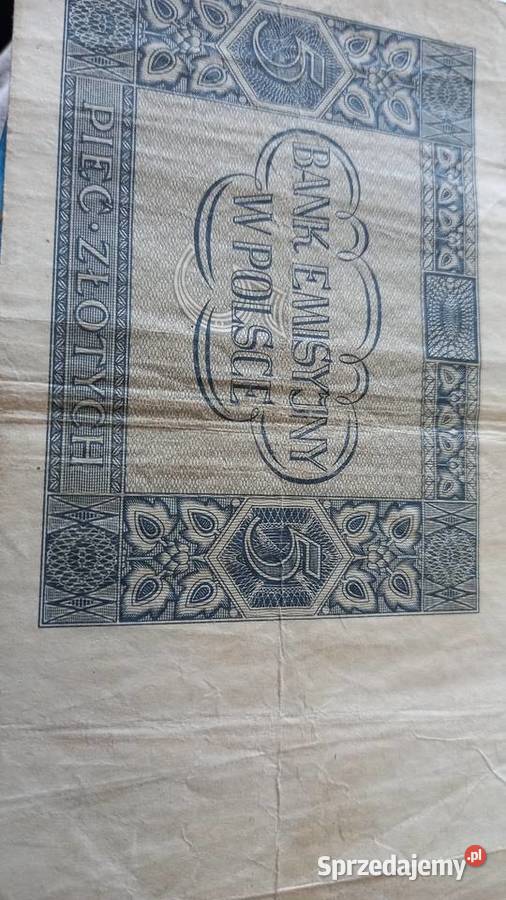 5
5
BANK EMISYJNY
W POLSCE
PIĘĆ · ZŁOTYCH
Sprzedajemy.pl